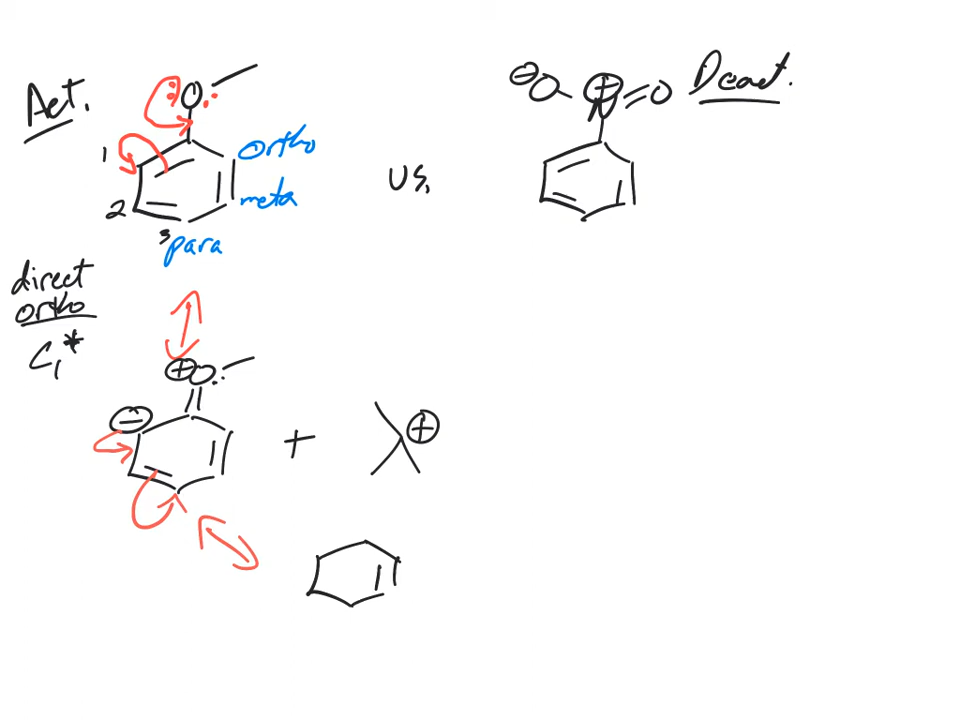 Act.
O
1
2
3
ortho
meta
para
vs.
⊖O N⊕ O
Deact.
direct
ortho
C1*
⊕O
⊖
+
⊕